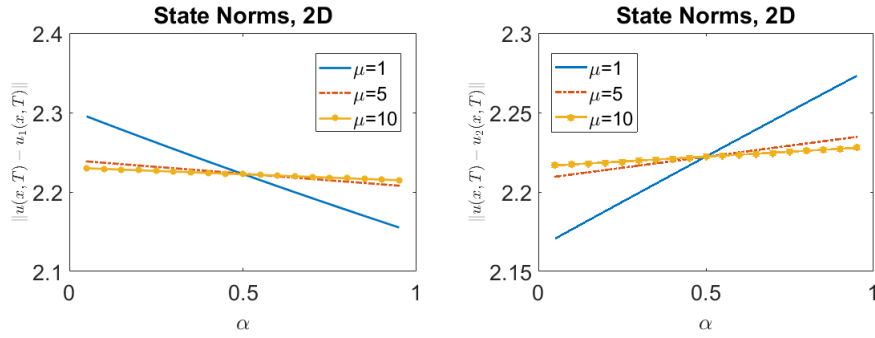 State Norms, 2D
‖u(x, T) − u₁(x, T)‖
2.4
2.3
2.2
2.1
0
0.5
1
α
μ=1
μ=5
μ=10
State Norms, 2D
‖u(x, T) − u₂(x, T)‖
2.3
2.25
2.2
2.15
0
0.5
1
α
μ=1
μ=5
μ=10